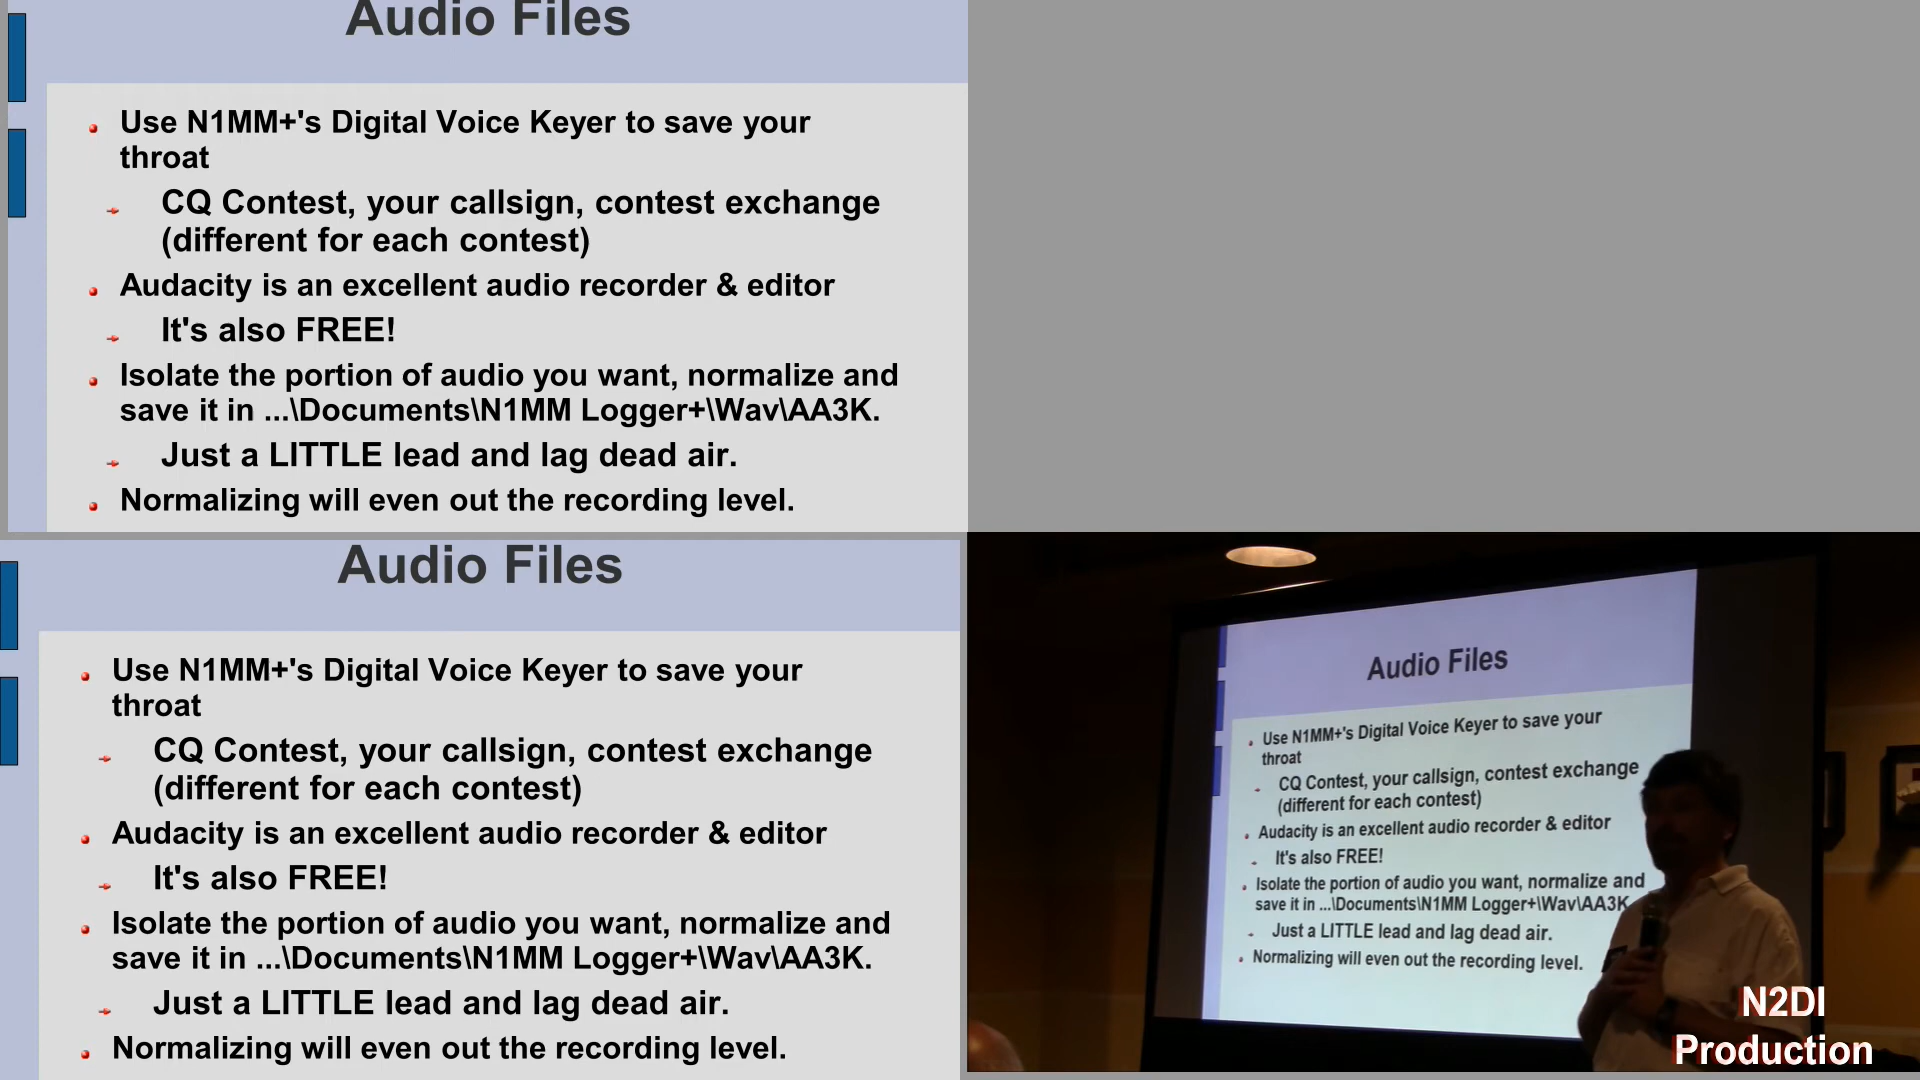 Audio Files
Use N1MM+'s Digital Voice Keyer to save your
throat
CQ Contest, your callsign, contest exchange
(different for each contest)
Audacity is an excellent audio recorder & editor
It's also FREE!
Isolate the portion of audio you want, normalize and
save it in ...\Documents\N1MM Logger+\Wav\AA3K.
Just a LITTLE lead and lag dead air.
Normalizing will even out the recording level.
Audio Files
Use N1MM+'s Digital Voice Keyer to save your
throat
CQ Contest, your callsign, contest exchange
(different for each contest)
Audacity is an excellent audio recorder & editor
It's also FREE!
Isolate the portion of audio you want, normalize and
save it in ...\Documents\N1MM Logger+\Wav\AA3K.
Just a LITTLE lead and lag dead air.
Normalizing will even out the recording level.
Audio Files
Use N1MM+'s Digital Voice Keyer to save your
throat
CQ Contest, your callsign, contest exchange
(different for each contest)
Audacity is an excellent audio recorder & editor
It's also FREE!
Isolate the portion of audio you want, normalize and
save it in ...\Documents\N1MM Logger+\Wav\AA3K
Just a LITTLE lead and lag dead air.
Normalizing will even out the recording level.
N2DI
Production